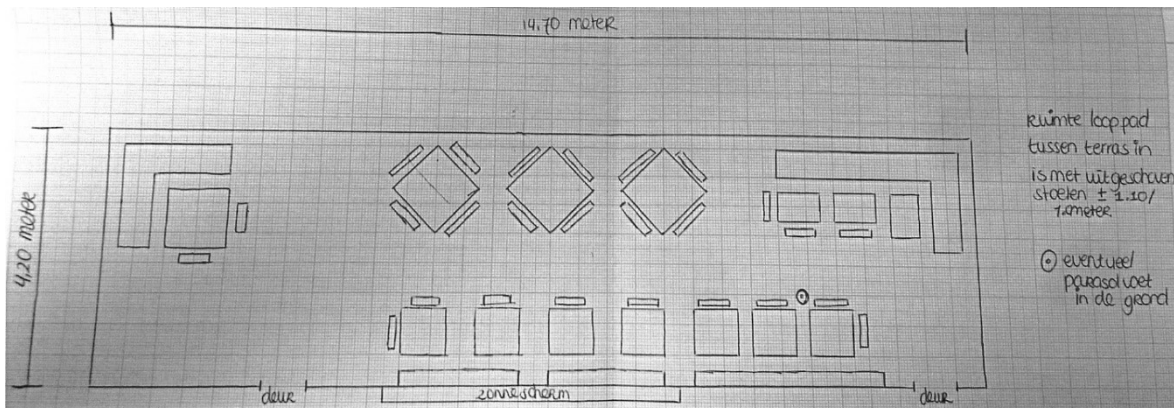 14.70 meter
4.20 meter
Ruimte looppad
tussen terras in
is met uitgeschoven
stoelen ± 1.10/
1.meter
eventueel
parasolvoet
in de grond
deur
zonnescherm
deur